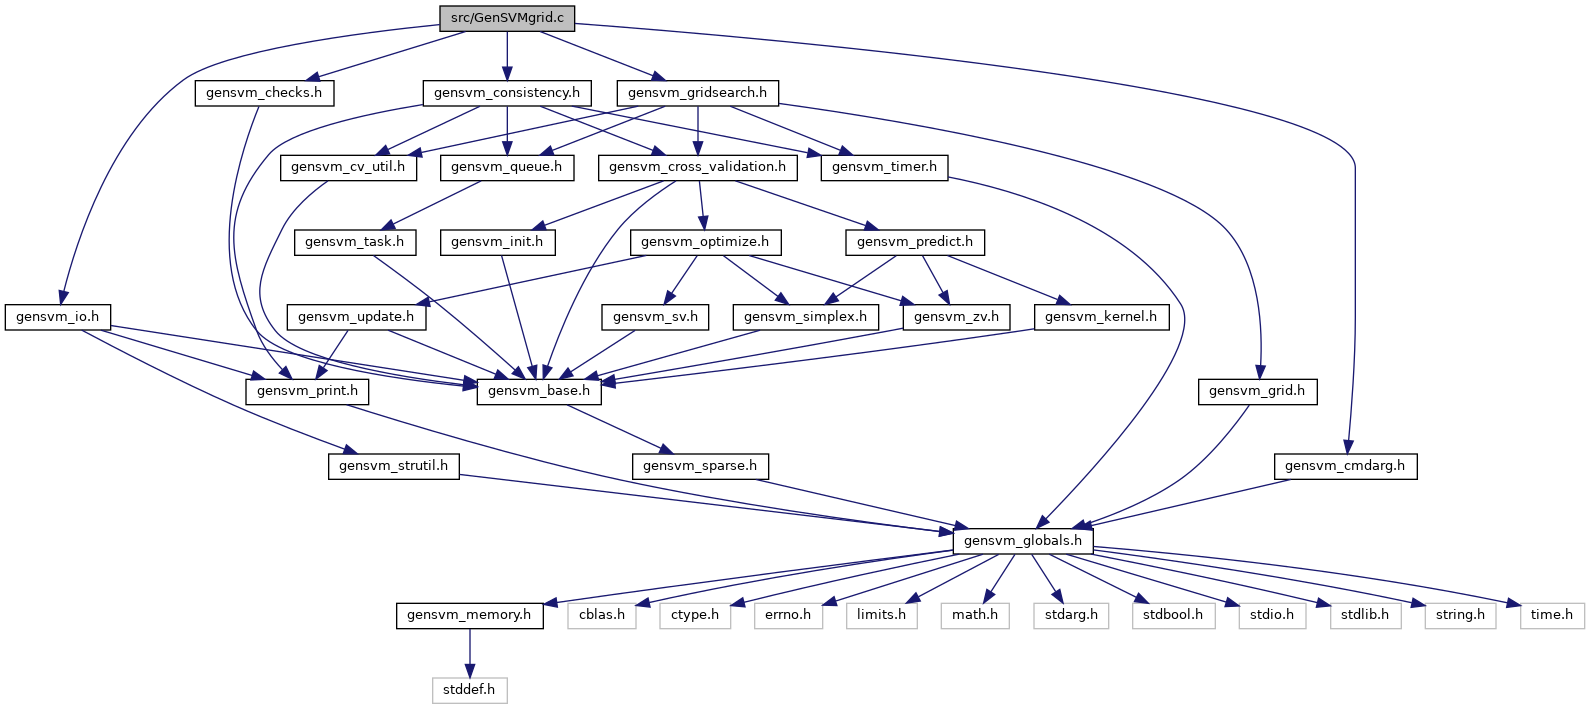 src/GenSVMgrid.c
gensvm_checks.h
gensvm_consistency.h
gensvm_gridsearch.h
gensvm_cv_util.h
gensvm_queue.h
gensvm_cross_validation.h
gensvm_timer.h
gensvm_task.h
gensvm_init.h
gensvm_optimize.h
gensvm_predict.h
gensvm_io.h
gensvm_update.h
gensvm_sv.h
gensvm_simplex.h
gensvm_zv.h
gensvm_kernel.h
gensvm_print.h
gensvm_base.h
gensvm_grid.h
gensvm_strutil.h
gensvm_sparse.h
gensvm_cmdarg.h
gensvm_globals.h
gensvm_memory.h
cblas.h
ctype.h
errno.h
limits.h
math.h
stdarg.h
stdbool.h
stdio.h
stdlib.h
string.h
time.h
stddef.h